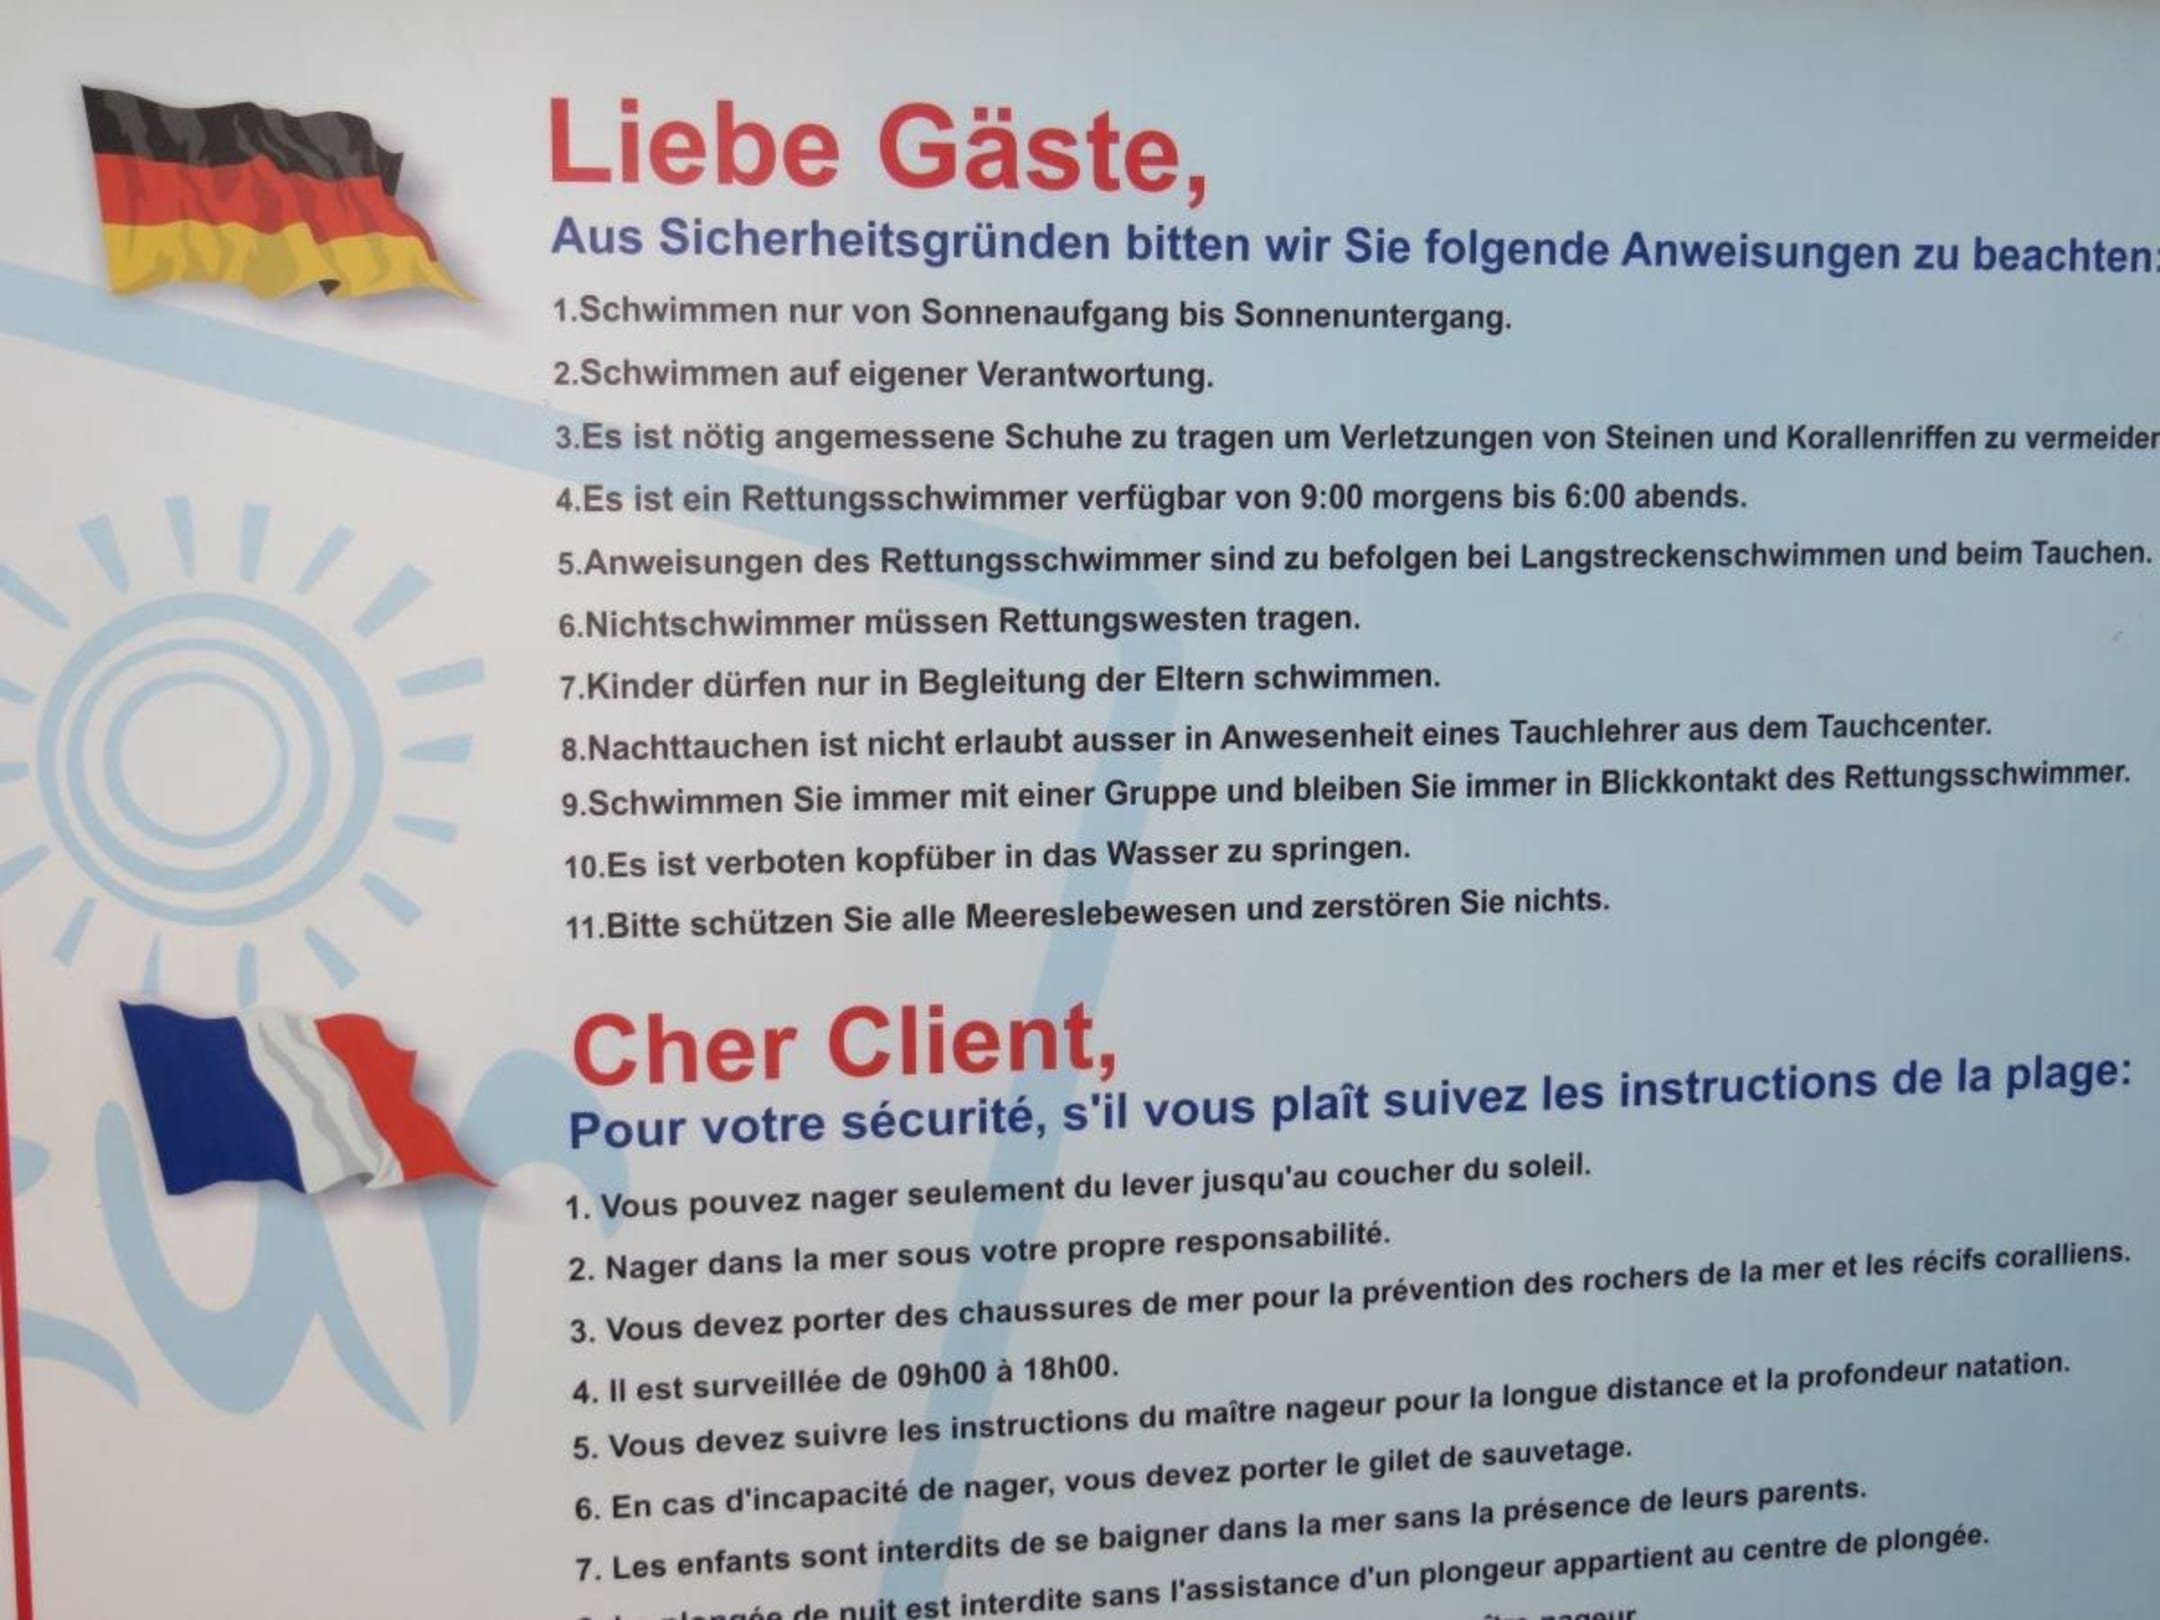 Liebe Gäste,
Aus Sicherheitsgründen bitten wir Sie folgende Anweisungen zu beachten:
1.Schwimmen nur von Sonnenaufgang bis Sonnenuntergang.
2.Schwimmen auf eigener Verantwortung.
3.Es ist nötig angemessene Schuhe zu tragen um Verletzungen von Steinen und Korallenriffen zu
4.Es ist ein Rettungsschwimmer verfügbar von 9:00 morgens bis 6:00 abends.
5.Anweisungen des Rettungsschwimmer sind zu befolgen bei Langstreckenschwimmen und beim Tauchen.
6.Nichtschwimmer müssen Rettungswesten tragen.
7.Kinder dürfen nur in Begleitung der Eltern schwimmen.
8.Nachttauchen ist nicht erlaubt ausser in Anwesenheit eines Tauchlehrer aus dem Tauchcenter.
9.Schwimmen Sie immer mit einer Gruppe und bleiben Sie immer in Blickkontakt des Rettungsschwimmer.
10.Es ist verboten kopfüber in das Wasser zu springen.
11.Bitte schützen Sie alle Meereslebewesen und zerstören Sie nichts.
Cher Client,
Pour votre sécurité, s'il vous plaît suivez les instructions de la plage:
1. Vous pouvez nager seulement du lever jusqu'au coucher du soleil.
2. Nager dans la mer sous votre propre responsabilité.
3. Vous devez porter des chaussures de mer pour la prévention des rochers de la mer et les récifs coralliens.
4. Il est surveillée de 09h00 à 18h00.
5. Vous devez suivre les instructions du maître nageur pour la longue distance et la profondeur natation.
6. En cas d'incapacité de nager, vous devez porter le gilet de sauvetage.
7. Les enfants sont interdits de se baigner dans la mer sans la présence de leurs parents.
de nuit est interdite sans l'assistance d'un plongeur appartient au centre de plongée.